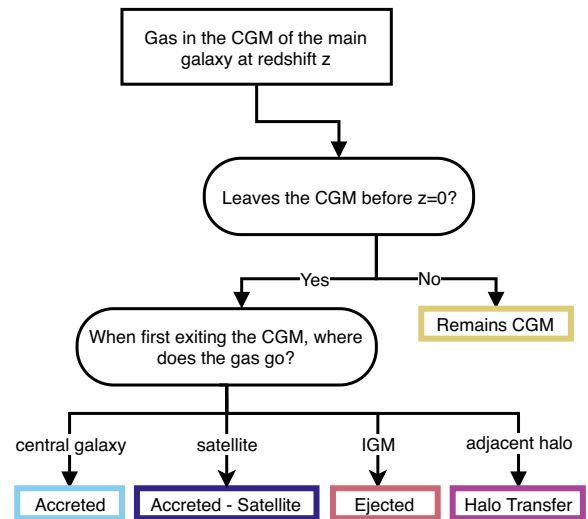 Gas in the CGM of the main
galaxy at redshift z
Leaves the CGM before z=0?
Yes
No
Remains CGM
When first exiting the CGM, where
does the gas go?
central galaxy
satellite
IGM
adjacent halo
Accreted
Accreted - Satellite
Ejected
Halo Transfer